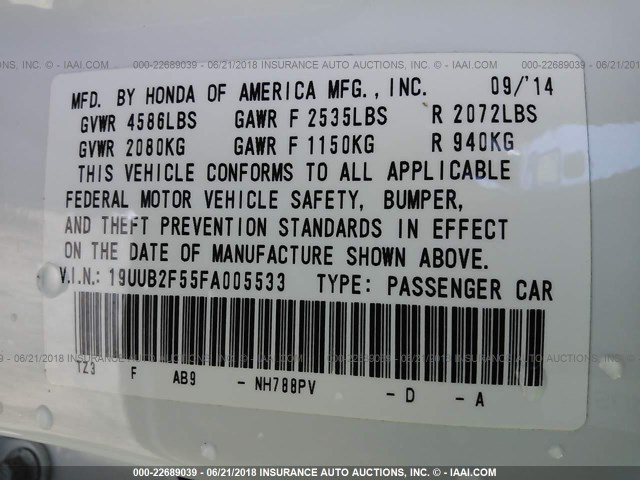 000-22689039 - 06/21/2018 INSURANCE AUTO AUCTIONS, INC. - IAAI.COM
MFD. BY HONDA OF AMERICA MFG., INC. 09/'14
GVWR 4586LBS GAWR F 2535LBS R 2072LBS
GVWR 2080KG GAWR F 1150KG R 940KG
THIS VEHICLE CONFORMS TO ALL APPLICABLE
FEDERAL MOTOR VEHICLE SAFETY, BUMPER,
AND THEFT PREVENTION STANDARDS IN EFFECT
ON THE DATE OF MANUFACTURE SHOWN ABOVE.
V.I.N.: 19UUB2F55FA005533 TYPE: PASSENGER CAR
TZ3 F AB9 - NH788PV - D - A
000-22689039 - 06/21/2018 INSURANCE AUTO AUCTIONS, INC. - IAAI.COM